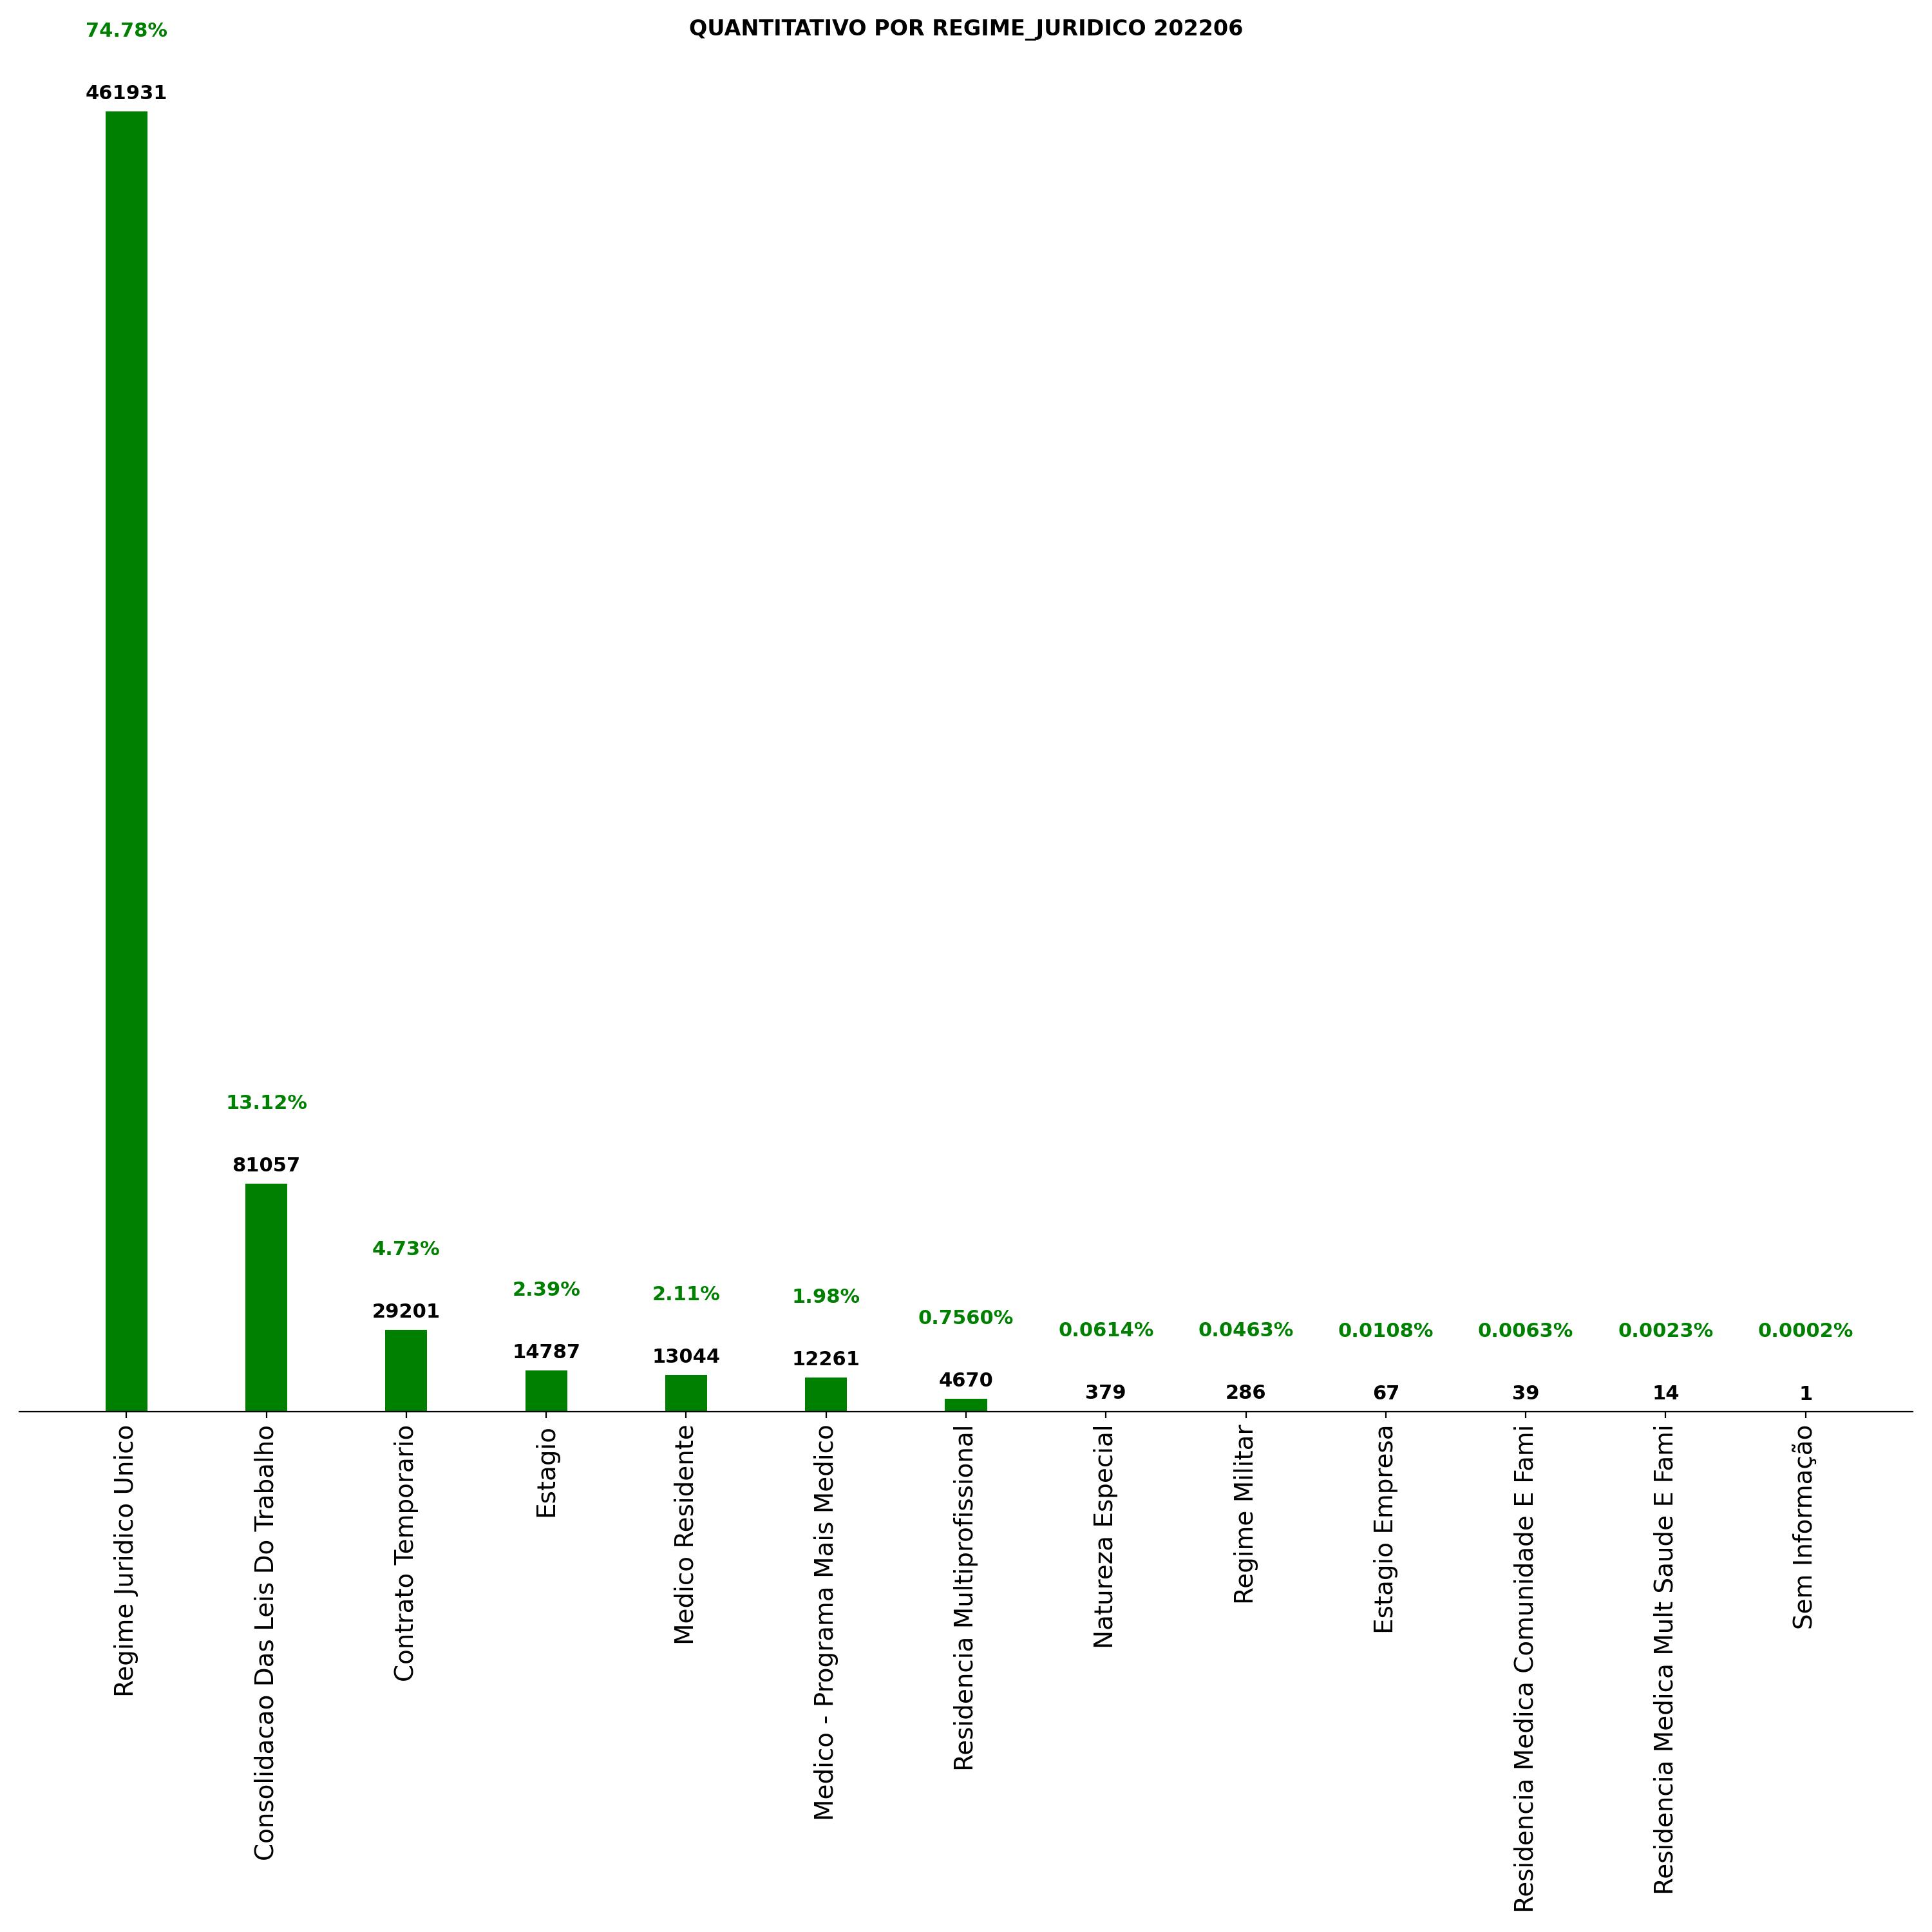 QUANTITATIVO POR REGIME_JURIDICO 202206
74.78%
461931
13.12%
81057
4.73%
29201
2.39%
14787
2.11%
13044
1.98%
12261
0.7560%
4670
0.0614%
379
0.0463%
286
0.0108%
67
0.0063%
39
0.0023%
14
0.0002%
1
Regime Juridico Unico
Consolidacao Das Leis Do Trabalho
Contrato Temporario
Estagio
Medico Residente
Medico - Programa Mais Medico
Residencia Multiprofissional
Natureza Especial
Regime Militar
Estagio Empresa
Residencia Medica Comunidade E Fami
Residencia Medica Mult Saude E Fami
Sem Informação